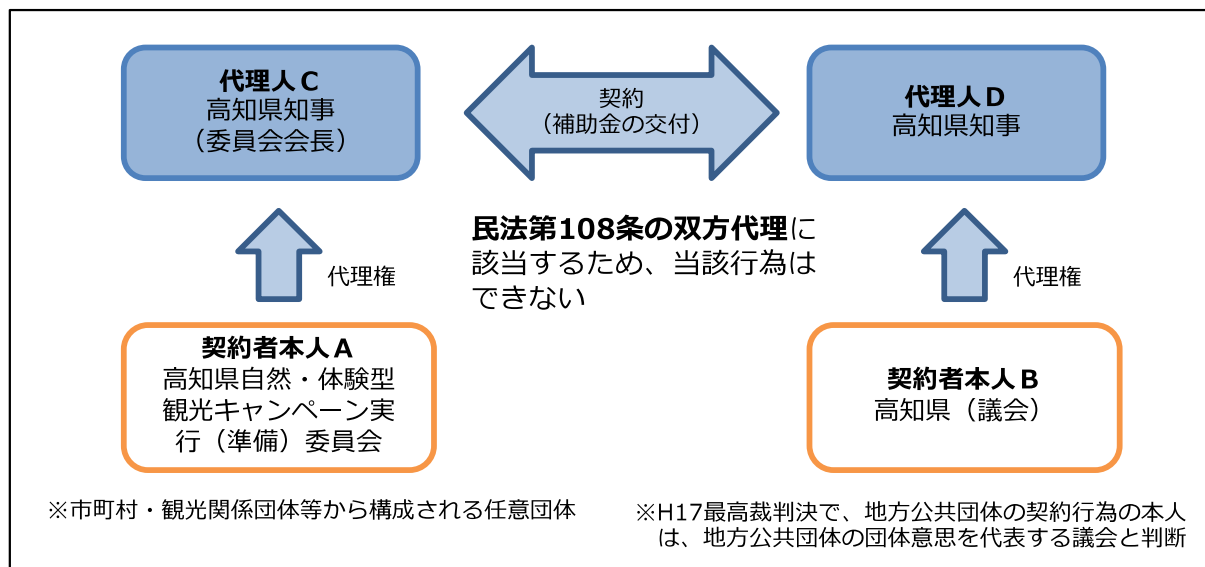 代理人C
高知県知事
（委員会会長）
契約
（補助金の交付）
代理人D
高知県知事
代理権
民法第108条の双方代理に
該当するため、当該行為は
できない
代理権
契約者本人A
高知県自然・体験型
観光キャンペーン実
行（準備）委員会
契約者本人B
高知県（議会）
※市町村・観光関係団体等から構成される任意団体
※H17最高裁判決で、地方公共団体の契約行為の本人
は、地方公共団体の団体意思を代表する議会と判断